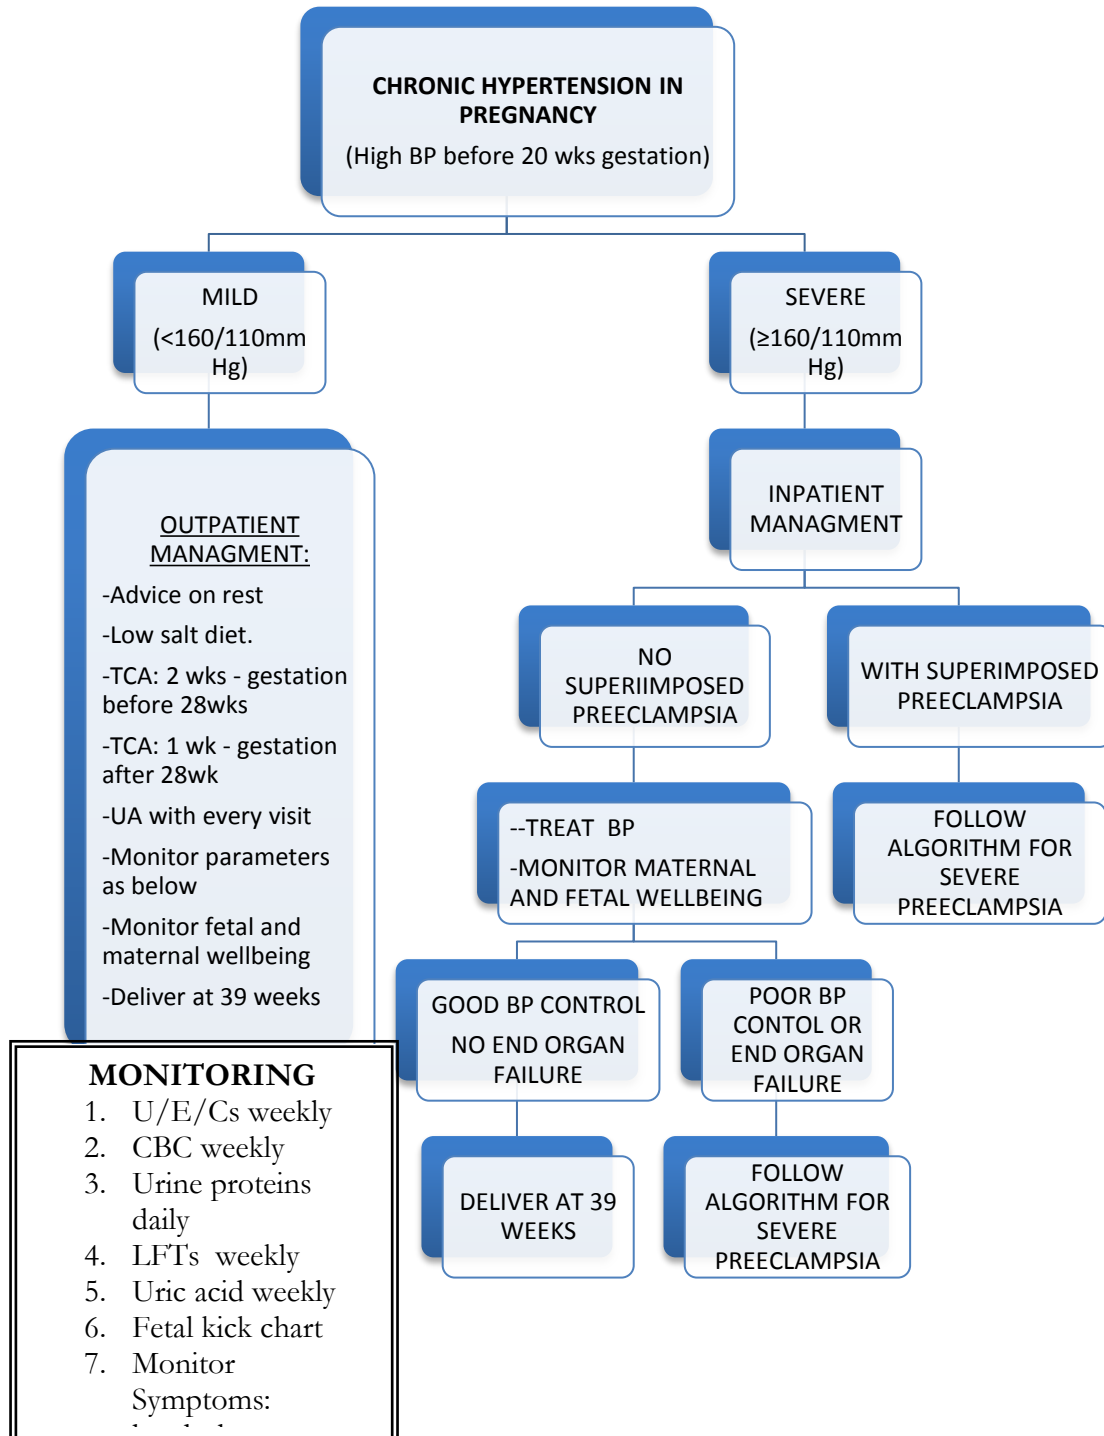 CHRONIC HYPERTENSION IN
PREGNANCY
(High BP before 20 wks gestation)
MILD
(<160/110mm
Hg)
SEVERE
(≥160/110mm
Hg)
OUTPATIENT
MANAGMENT:
-Advice on rest
-Low salt diet.
-TCA: 2 wks - gestation
before 28wks
-TCA: 1 wk - gestation
after 28wk
-UA with every visit
-Monitor parameters
as below
-Monitor fetal and
maternal wellbeing
-Deliver at 39 weeks
INPATIENT
MANAGMENT
NO
SUPERIIMPOSED
PREECLAMPSIA
WITH SUPERIMPOSED
PREECLAMPSIA
--TREAT BP
-MONITOR MATERNAL
AND FETAL WELLBEING
FOLLOW
ALGORITHM FOR
SEVERE
PREECLAMPSIA
GOOD BP CONTROL
NO END ORGAN
FAILURE
POOR BP
CONTOL OR
END ORGAN
FAILURE
DELIVER AT 39
WEEKS
FOLLOW
ALGORITHM FOR
SEVERE
PREECLAMPSIA
MONITORING
1. U/E/Cs weekly
2. CBC weekly
3. Urine proteins
daily
4. LFTs weekly
5. Uric acid weekly
6. Fetal kick chart
7. Monitor
Symptoms: